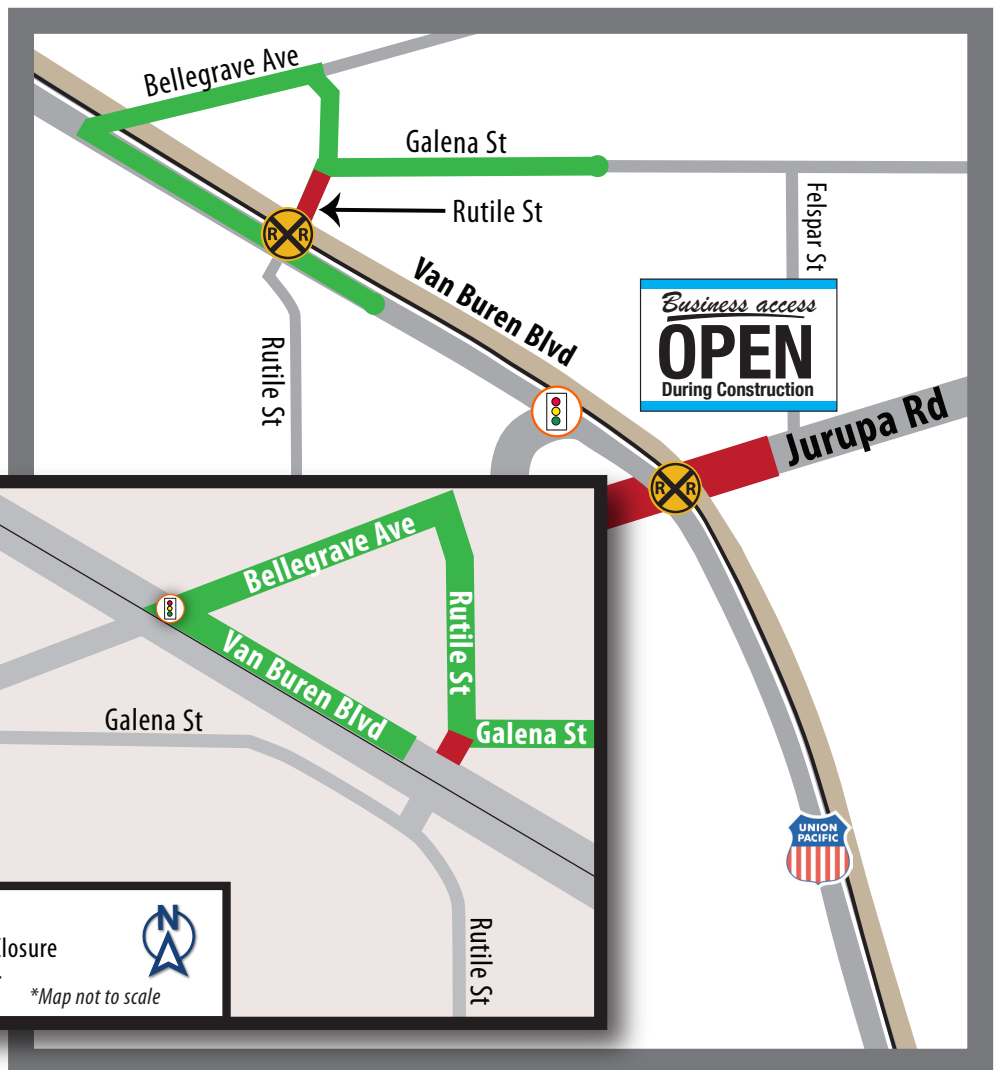 Bellegrave Ave
Galena St
Rutile St
Felspar St
R R
Van Buren Blvd
Business access
OPEN
During Construction
Rutile St
Jurupa Rd
R R
Bellegrave Ave
Rutile St
Van Buren Blvd
Galena St
Galena St
UNION
PACIFIC
Rutile St
N
losure
*Map not to scale